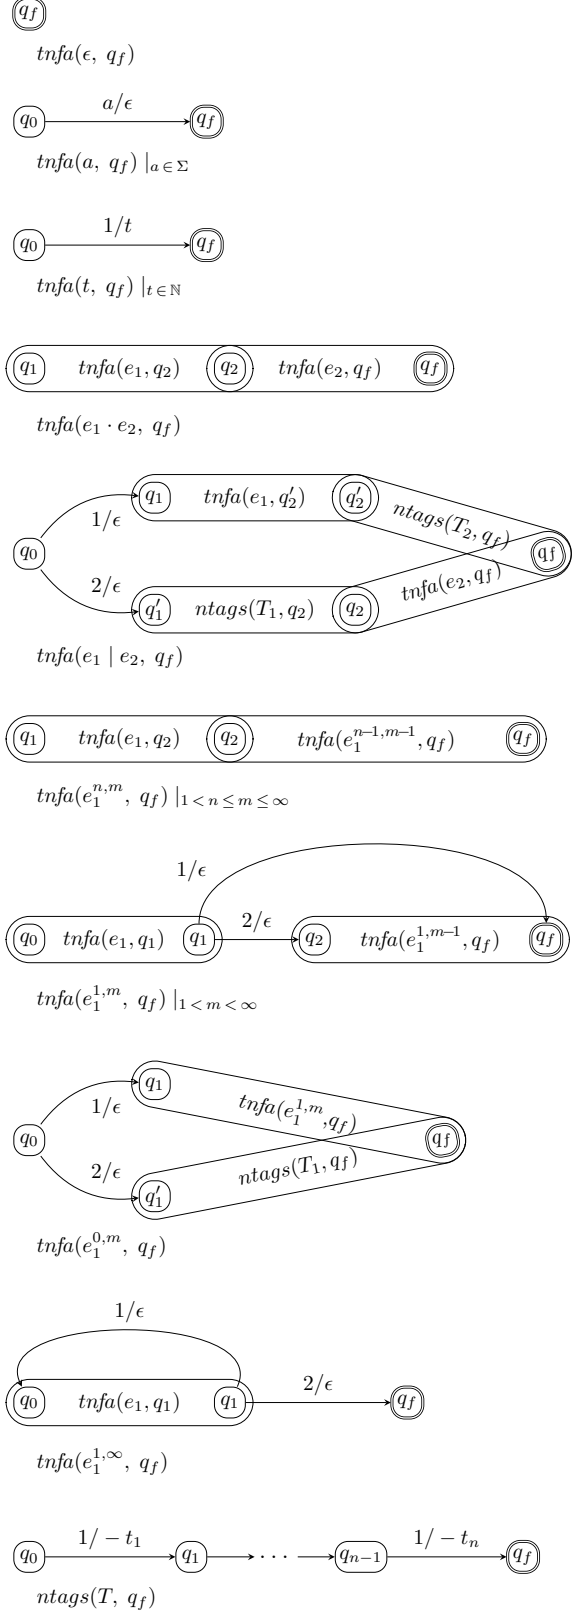 q_f
tnfa(ϵ, q_f)
a/ϵ
q_0 q_f
tnfa(a, q_f) |_{a∈Σ}
1/t
q_0 q_f
tnfa(t, q_f) |_{t∈ℕ}
q_1 tnfa(e_1, q_2) q_2 tnfa(e_2, q_f) q_f
tnfa(e_1 · e_2, q_f)
q_1 tnfa(e_1, q'_2) q'_2 ntags(T_2, q_f)
1/ϵ
q_0 q_f
2/ϵ
q'_1 ntags(T_1, q_2) q_2 tnfa(e_2, q_f)
tnfa(e_1 | e_2, q_f)
q_1 tnfa(e_1, q_2) q_2 tnfa(e_1^{n−1,m−1}, q_f) q_f
tnfa(e_1^{n,m}, q_f) |_{1<n≤m≤∞}
1/ϵ
q_0 tnfa(e_1, q_1) q_1 2/ϵ q_2 tnfa(e_1^{1,m−1}, q_f) q_f
tnfa(e_1^{1,m}, q_f) |_{1<m<∞}
q_1 tnfa(e_1^{1,m}, q_f)
1/ϵ
q_0 q_f
2/ϵ
q'_1 ntags(T_1, q_f)
tnfa(e_1^{0,m}, q_f)
1/ϵ
q_0 tnfa(e_1, q_1) q_1 2/ϵ q_f
tnfa(e_1^{1,∞}, q_f)
1/ − t_1 1/ − t_n
q_0 q_1 · · · q_{n−1} q_f
ntags(T, q_f)